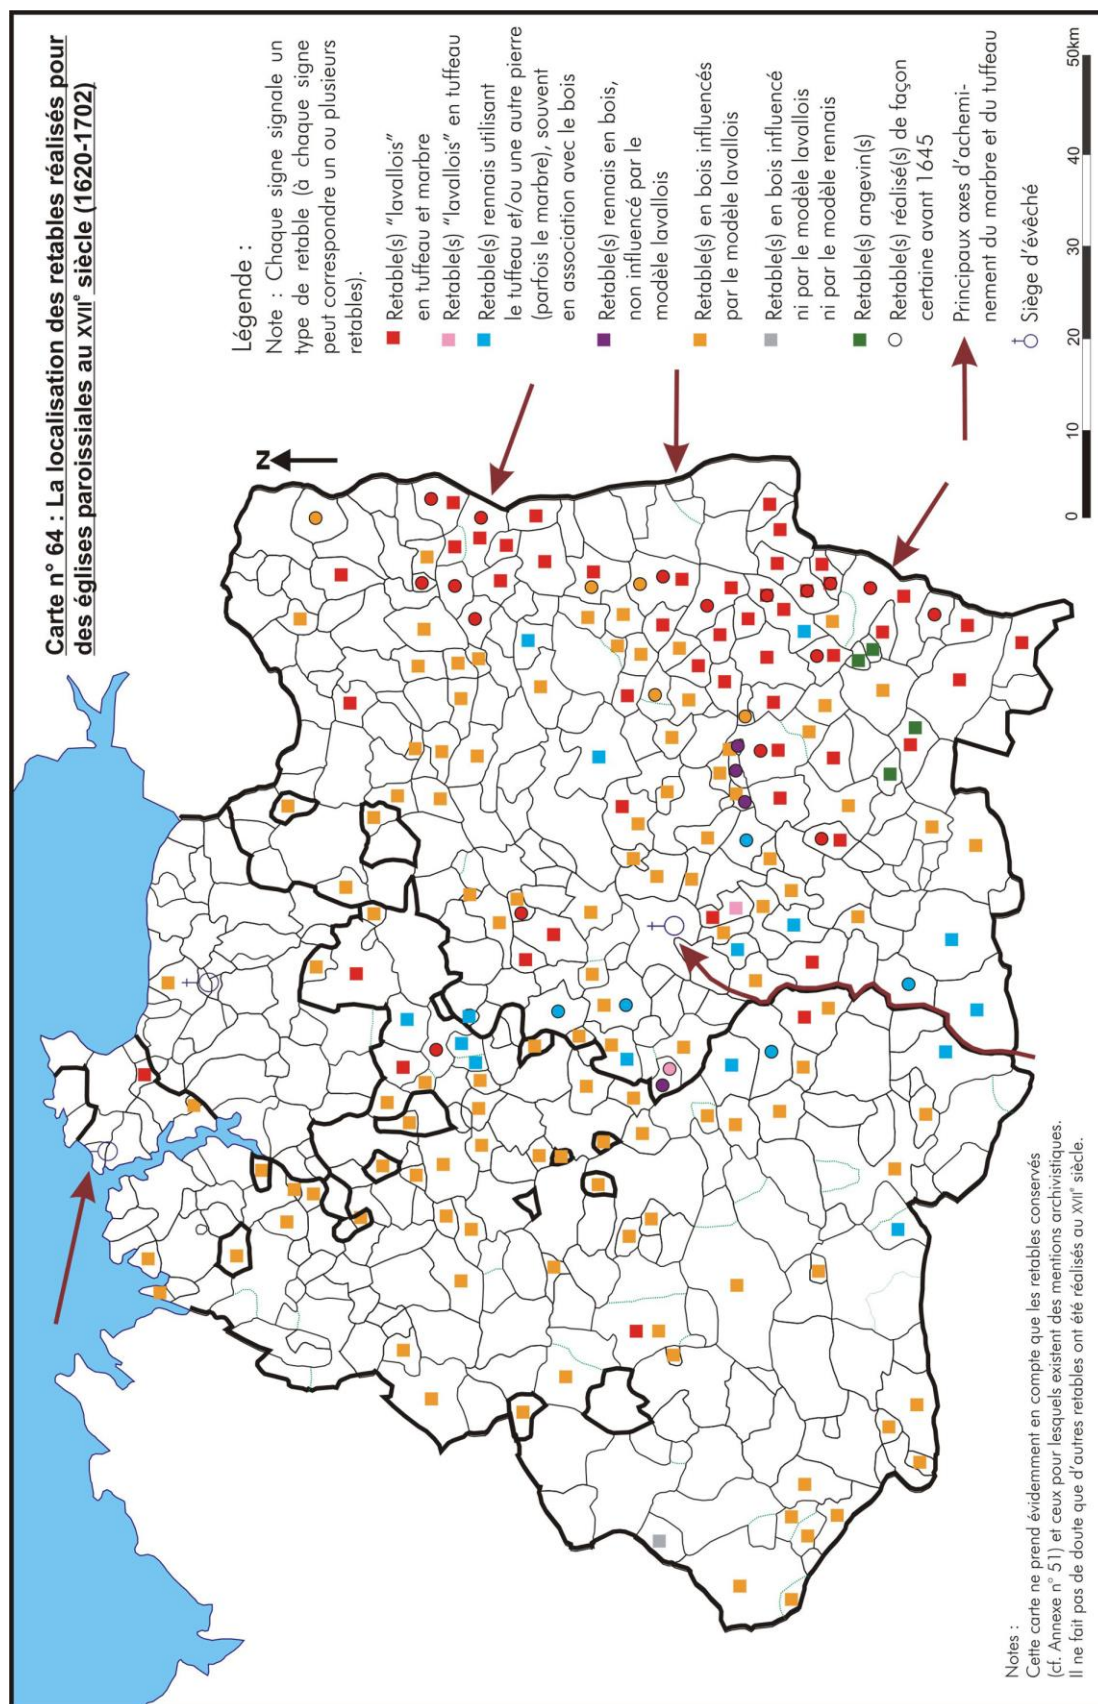 Carte n° 64 : La localisation des retables réalisés pour
des églises paroissiales au XVIIe siècle (1620-1702)
Légende :
Note : Chaque signe signale un
type de retable (à chaque signe
peut correspondre un ou plusieurs
retables).
Retable(s) "lavallois"
en tuffeau et marbre
Retable(s) "lavallois" en tuffeau
Retable(s) rennais utilisant
le tuffeau et/ou une autre pierre
(parfois le marbre), souvent
en association avec le bois
Retable(s) rennais en bois,
non influencé par le
modèle lavallois
Retable(s) en bois influencés
par le modèle lavallois
Retable(s) en bois influencé
ni par le modèle lavallois
ni par le modèle rennais
Retable(s) angevin(s)
Retable(s) réalisé(s) de façon
certaine avant 1645
Principaux axes d'achemi-
nement du marbre et du tuffeau
Siège d'évêché
N
0 10 20 30 40 50km
Notes :
Cette carte ne prend évidemment en compte que les retables conservés
(cf. Annexe n° 51) et ceux pour lesquels existent des mentions archivistiques.
Il ne fait pas de doute que d'autres retables ont été réalisés au XVIIe siècle.